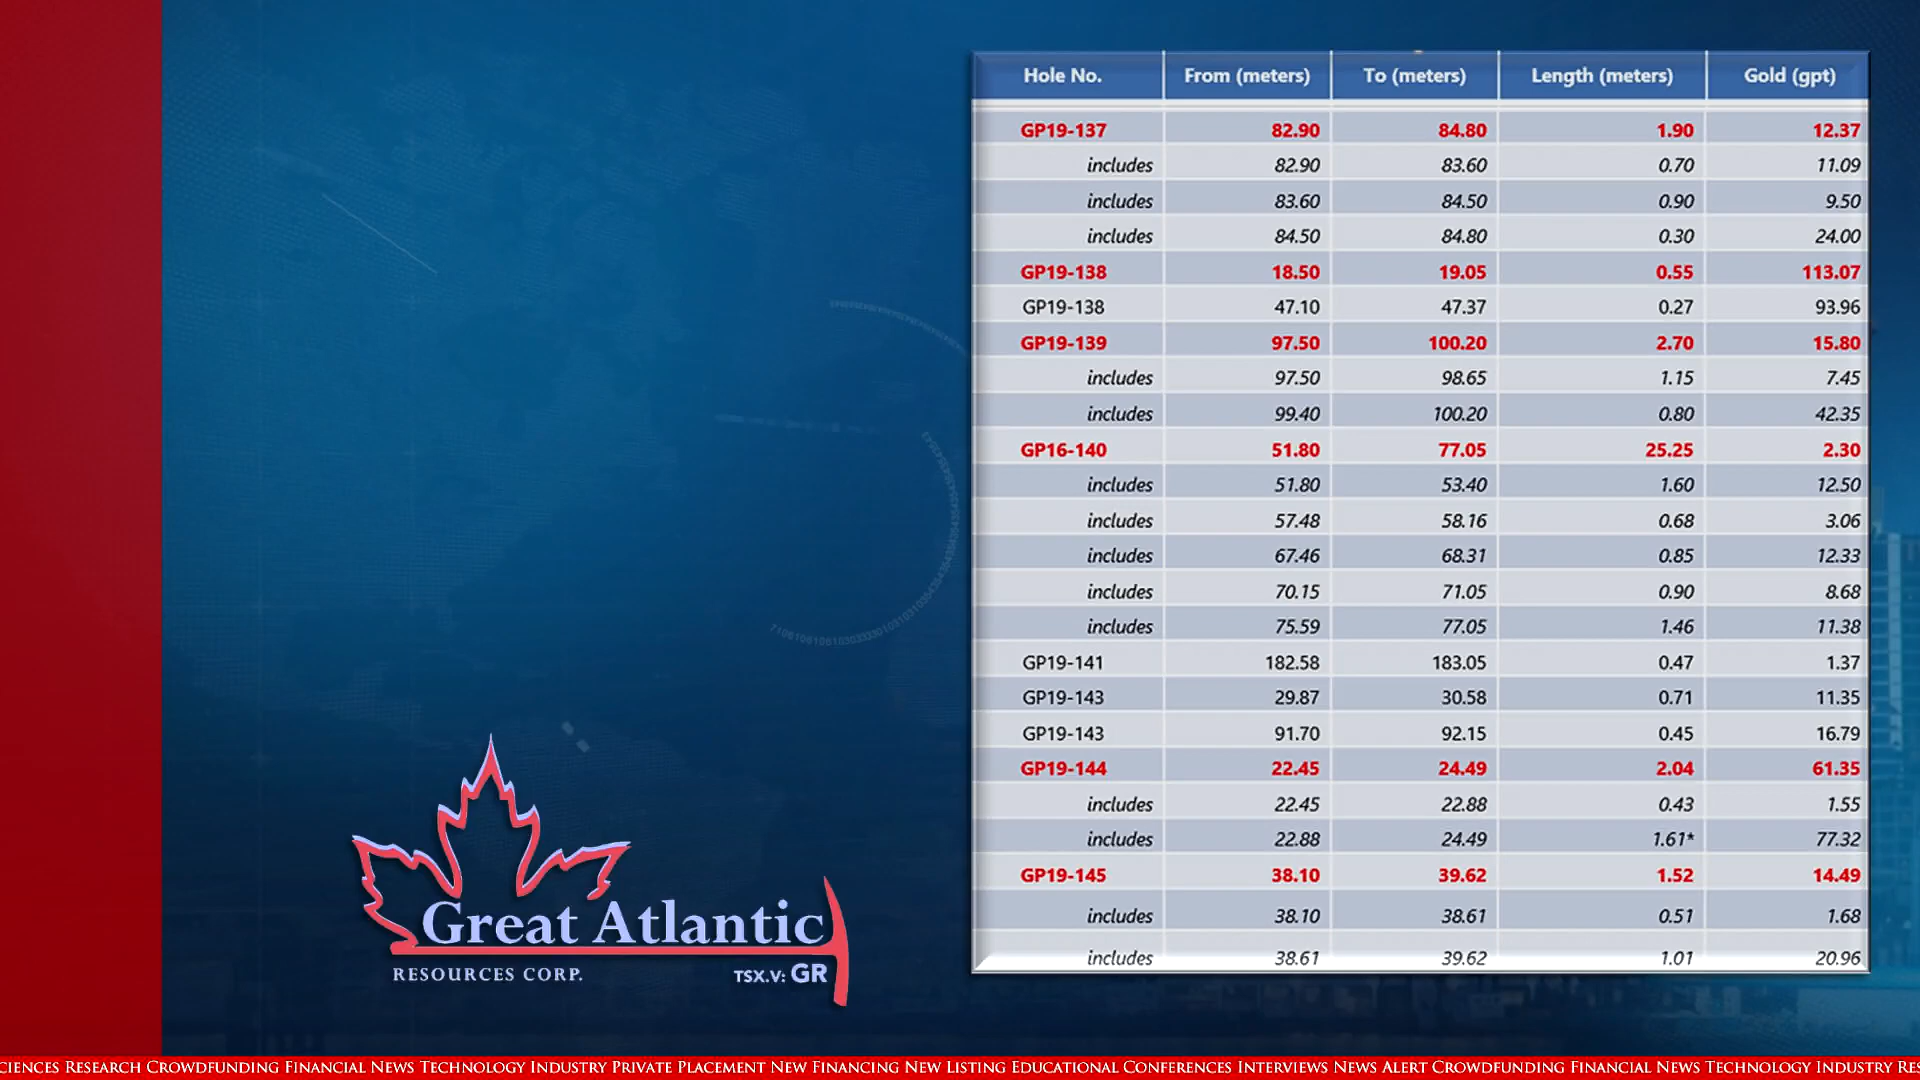 Hole No. From (meters) To (meters) Length (meters) Gold (gpt)
GP19-137 82.90 84.80 1.90 12.37
includes 82.90 83.60 0.70 11.09
includes 83.60 84.50 0.90 9.50
includes 84.50 84.80 0.30 24.00
GP19-138 18.50 19.05 0.55 113.07
GP19-138 47.10 47.37 0.27 93.96
GP19-139 97.50 100.20 2.70 15.80
includes 97.50 98.65 1.15 7.45
includes 99.40 100.20 0.80 42.35
GP16-140 51.80 77.05 25.25 2.30
includes 51.80 53.40 1.60 12.50
includes 57.48 58.16 0.68 3.06
includes 67.46 68.31 0.85 12.33
includes 70.15 71.05 0.90 8.68
includes 75.59 77.05 1.46 11.38
GP19-141 182.58 183.05 0.47 1.37
GP19-143 29.87 30.58 0.71 11.35
GP19-143 91.70 92.15 0.45 16.79
GP19-144 22.45 24.49 2.04 61.35
includes 22.45 22.88 0.43 1.55
includes 22.88 24.49 1.61* 77.32
GP19-145 38.10 39.62 1.52 14.49
includes 38.10 38.61 0.51 1.68
includes 38.61 39.62 1.01 20.96
Great Atlantic
RESOURCES CORP. TSX.V: GR
CIENCES RESEARCH CROWDFUNDING FINANCIAL NEWS TECHNOLOGY INDUSTRY PRIVATE PLACEMENT NEW FINANCING NEW LISTING EDUCATIONAL CONFERENCES INTERVIEWS NEWS ALERT CROWDFUNDING FINANCIAL NEWS TECHNOLOGY INDUSTRY RES